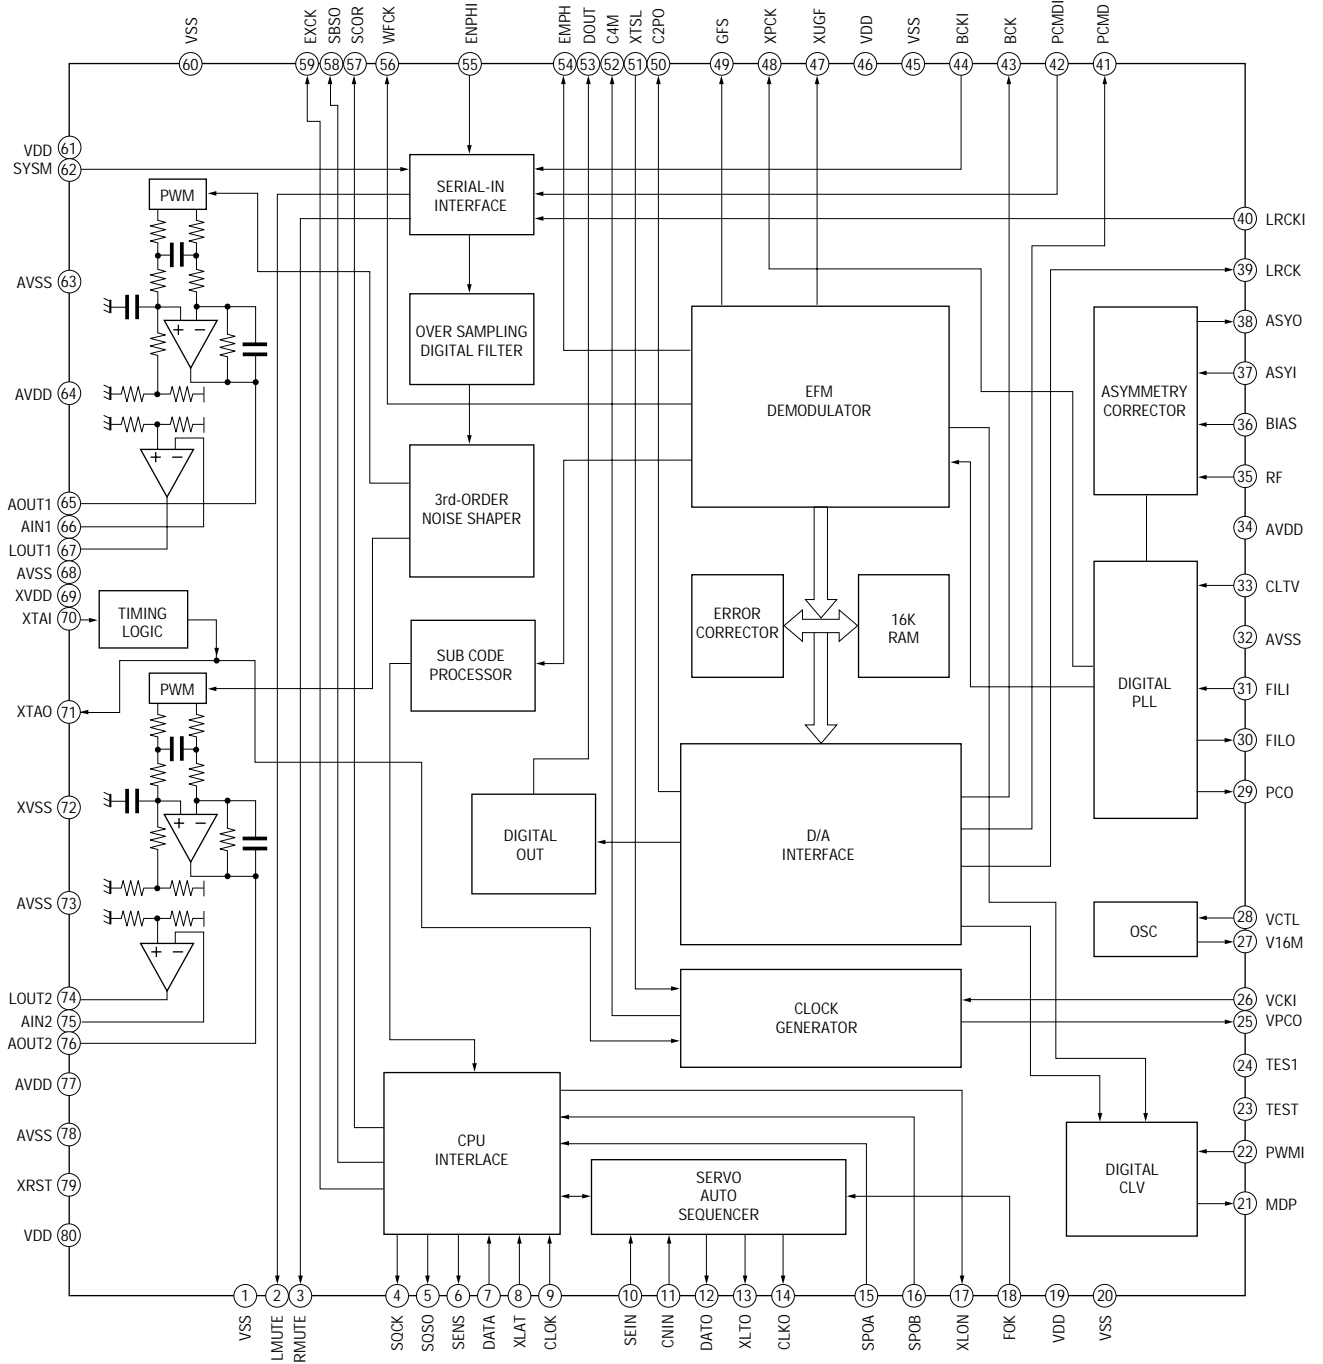 VSS
EXCK
SBSO
SCOR
WFCK
ENPHI
EMPH
DOUT
C4M
XTSL
C2PO
GFS
XPCK
XUGF
VDD
VSS
BCKI
BCK
PCMDI
PCMD
60
59
58
57
56
55
54
53
52
51
50
49
48
47
46
45
44
43
42
41
VDD 61
SYSM 62
AVSS 63
AVDD 64
AOUT1 65
AIN1 66
LOUT1 67
AVSS 68
XVDD 69
XTAI 70
XTAO 71
XVSS 72
AVSS 73
LOUT2 74
AIN2 75
AOUT2 76
AVDD 77
AVSS 78
XRST 79
VDD 80
PWM
+ −
+ −
TIMING
LOGIC
PWM
+ −
+ −
SERIAL-IN
INTERFACE
OVER SAMPLING
DIGITAL FILTER
3rd-ORDER
NOISE SHAPER
SUB CODE
PROCESSOR
DIGITAL
OUT
CPU
INTERLACE
EFM
DEMODULATOR
ERROR
CORRECTOR
16K
RAM
D/A
INTERFACE
CLOCK
GENERATOR
SERVO
AUTO
SEQUENCER
ASYMMETRY
CORRECTOR
DIGITAL
PLL
OSC
DIGITAL
CLV
40 LRCKI
39 LRCK
38 ASYO
37 ASYI
36 BIAS
35 RF
34 AVDD
33 CLTV
32 AVSS
31 FILI
30 FILO
29 PCO
28 VCTL
27 V16M
26 VCKI
25 VPCO
24 TES1
23 TEST
22 PWMI
21 MDP
1
2
3
4
5
6
7
8
9
10
11
12
13
14
15
16
17
18
19
20
VSS
LMUTE
RMUTE
SQCK
SQSO
SENS
DATA
XLAT
CLOK
SEIN
CNIN
DATO
XLTO
CLKO
SPOA
SPOB
XLON
FOK
VDD
VSS